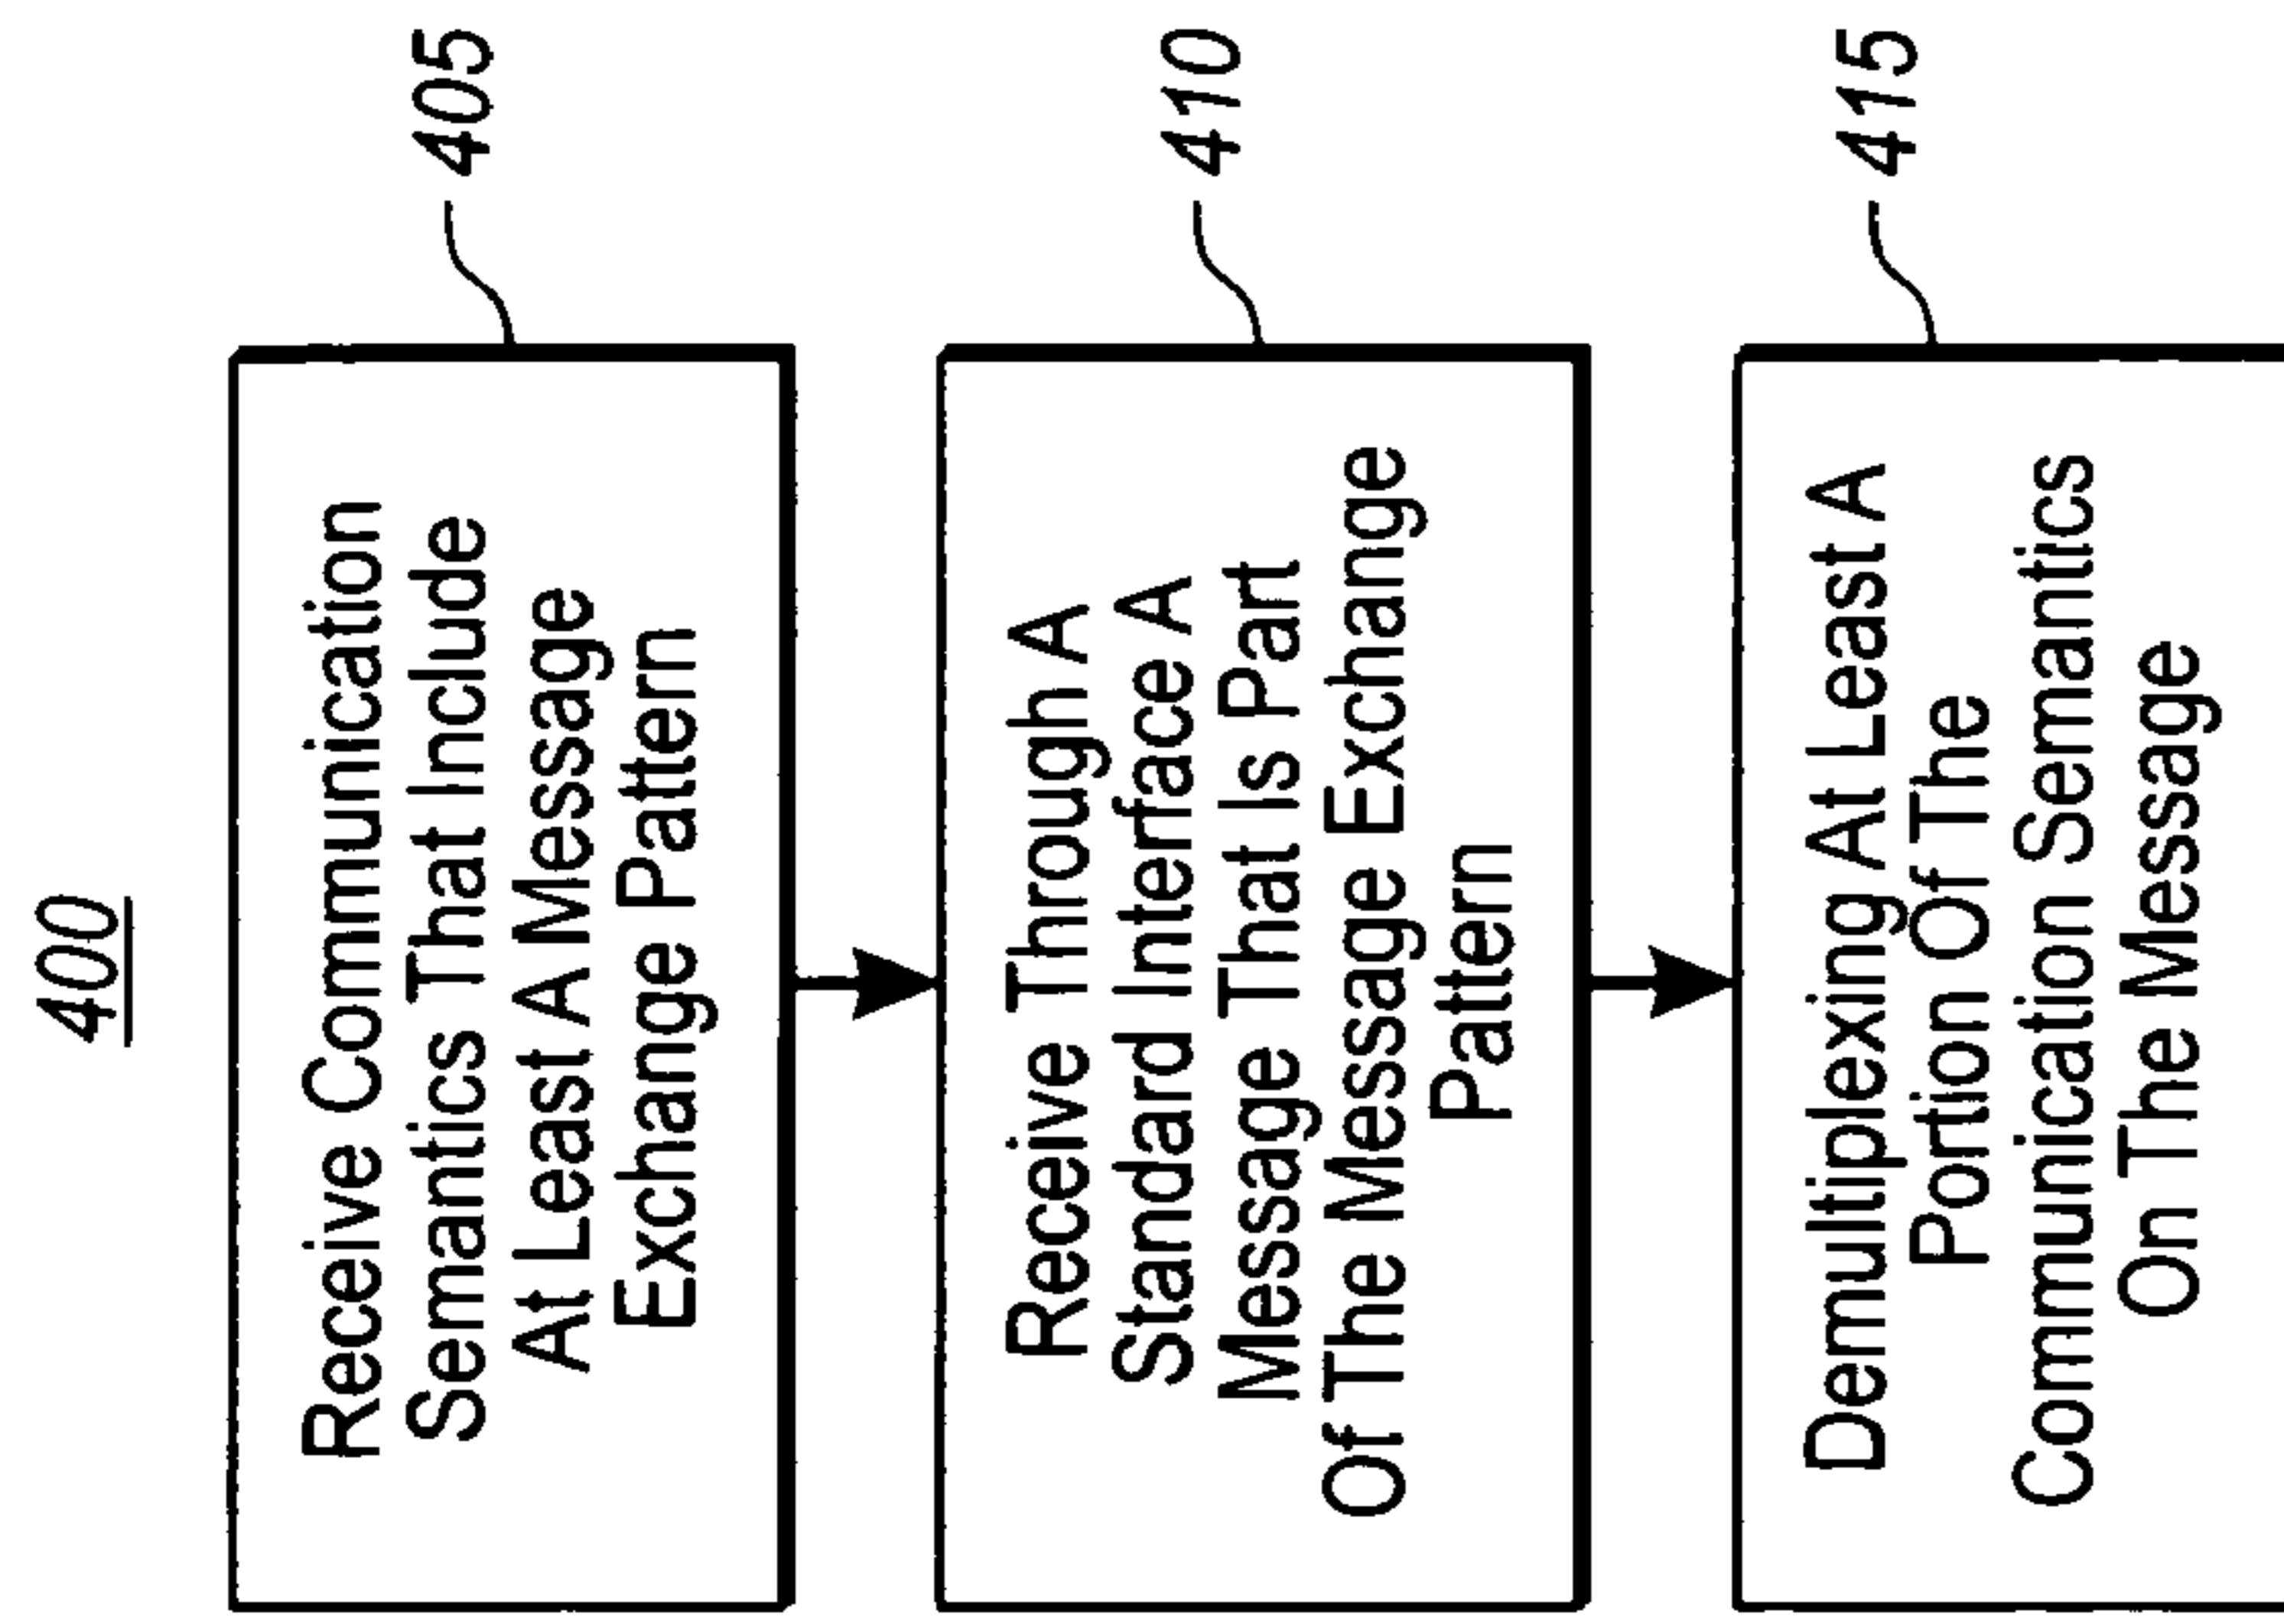 400
Receive Communication
Semantics That Include
At Least A Message
Exchange Pattern
405
Receive Through A
Standard Interface A
Message That Is Part
Of The Message Exchange
Pattern
410
Demultiplexing At Least A
Portion Of The
Communication Semantics
On The Message
415